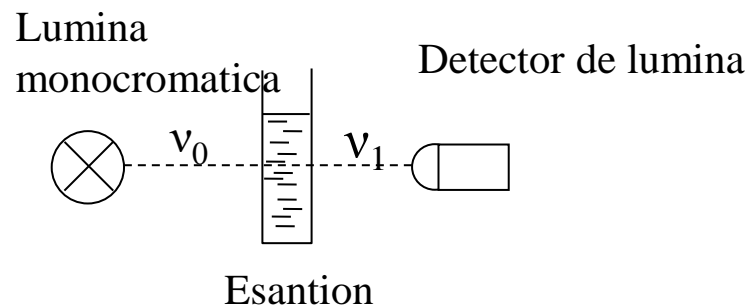 Lumina
monocromatica
Detector de lumina
ν₀
ν₁
Esantion